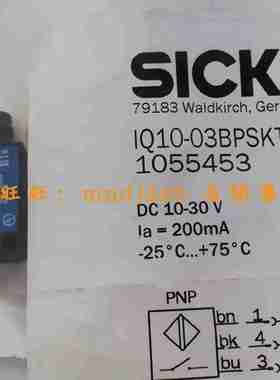 SICK
79183 Waldkirch, Ger
IQ10-03BPSK
1055453
DC 10-30 V
Ia = 200mA
-25°C...+75°C
PNP
bn 1
bk 4
bu 3